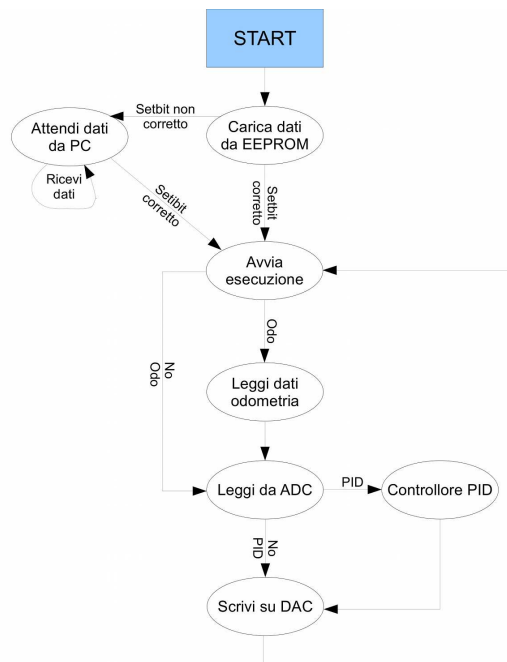 START
Setbit non
corretto
Carica dati
da EEPROM
Attendi dati
da PC
Ricevi
dati
Setibit
corretto
Setbit
corretto
Avvia
esecuzione
Odo
No
Odo
Leggi dati
odometria
Leggi da ADC
PID
Controllore PID
No
PID
Scrivi su DAC